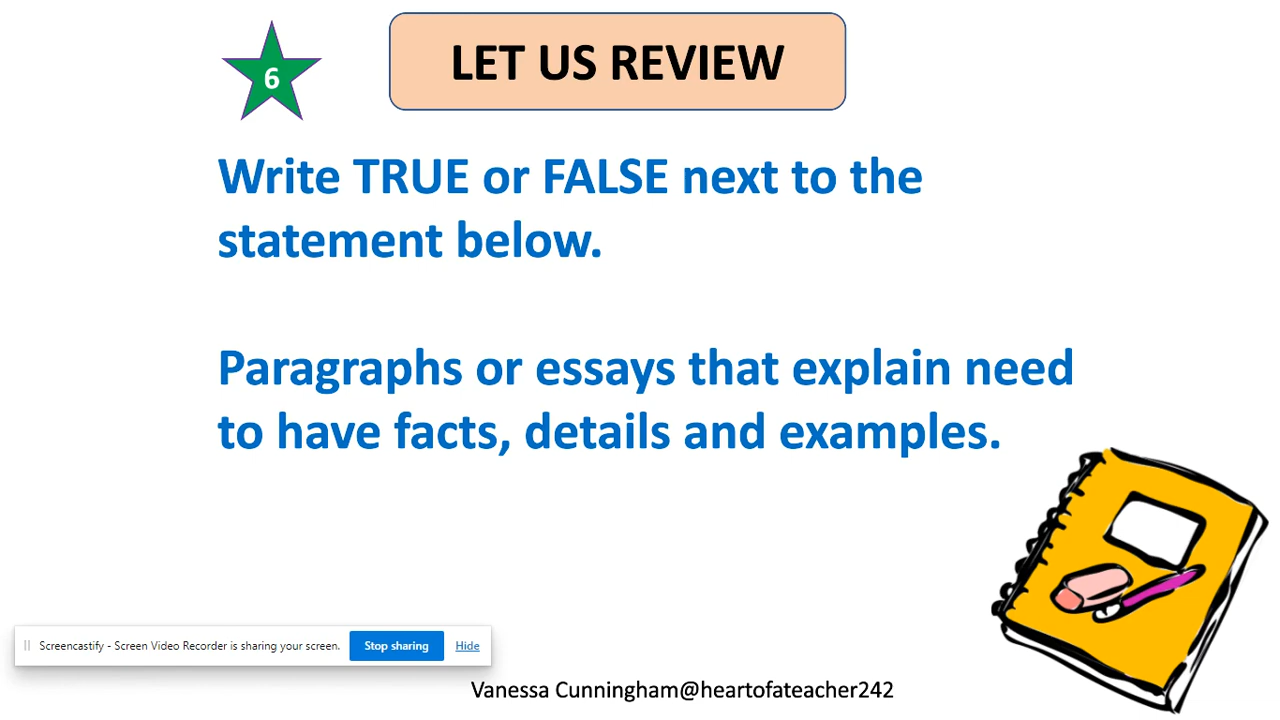 6
LET US REVIEW
Write TRUE or FALSE next to the
statement below.
Paragraphs or essays that explain need
to have facts, details and examples.
Screencastify - Screen Video Recorder is sharing your screen. Stop sharing Hide
Vanessa Cunningham@heartofateacher242